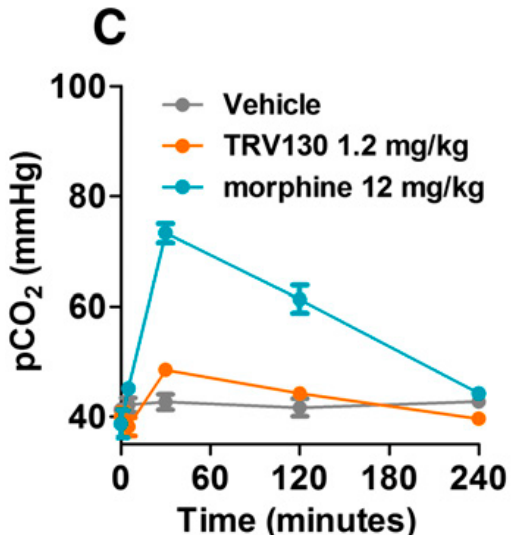 C
100
80
60
40
pCO₂ (mmHg)
Vehicle
TRV130 1.2 mg/kg
morphine 12 mg/kg
0 60 120 180 240
Time (minutes)